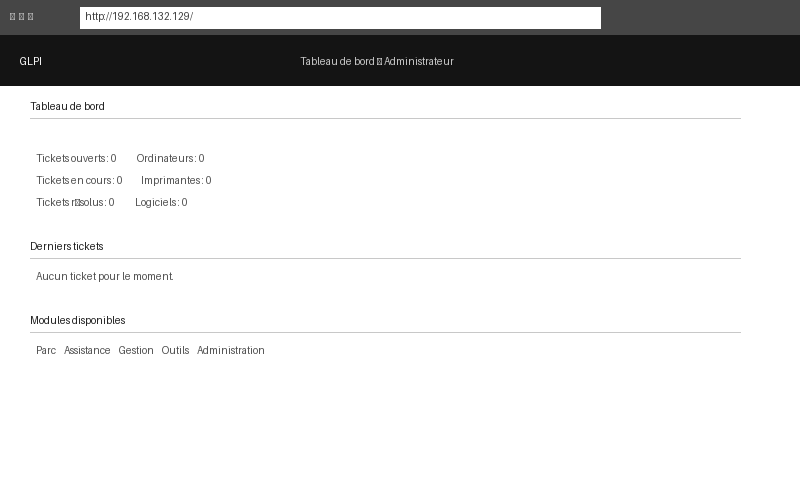 http://192.168.132.129/
GLPI Tableau de bord Administrateur
Tableau de bord
Tickets ouverts : 0 Ordinateurs : 0
Tickets en cours : 0 Imprimantes : 0
Tickets r▯solus : 0 Logiciels : 0
Derniers tickets
Aucun ticket pour le moment.
Modules disponibles
Parc Assistance Gestion Outils Administration